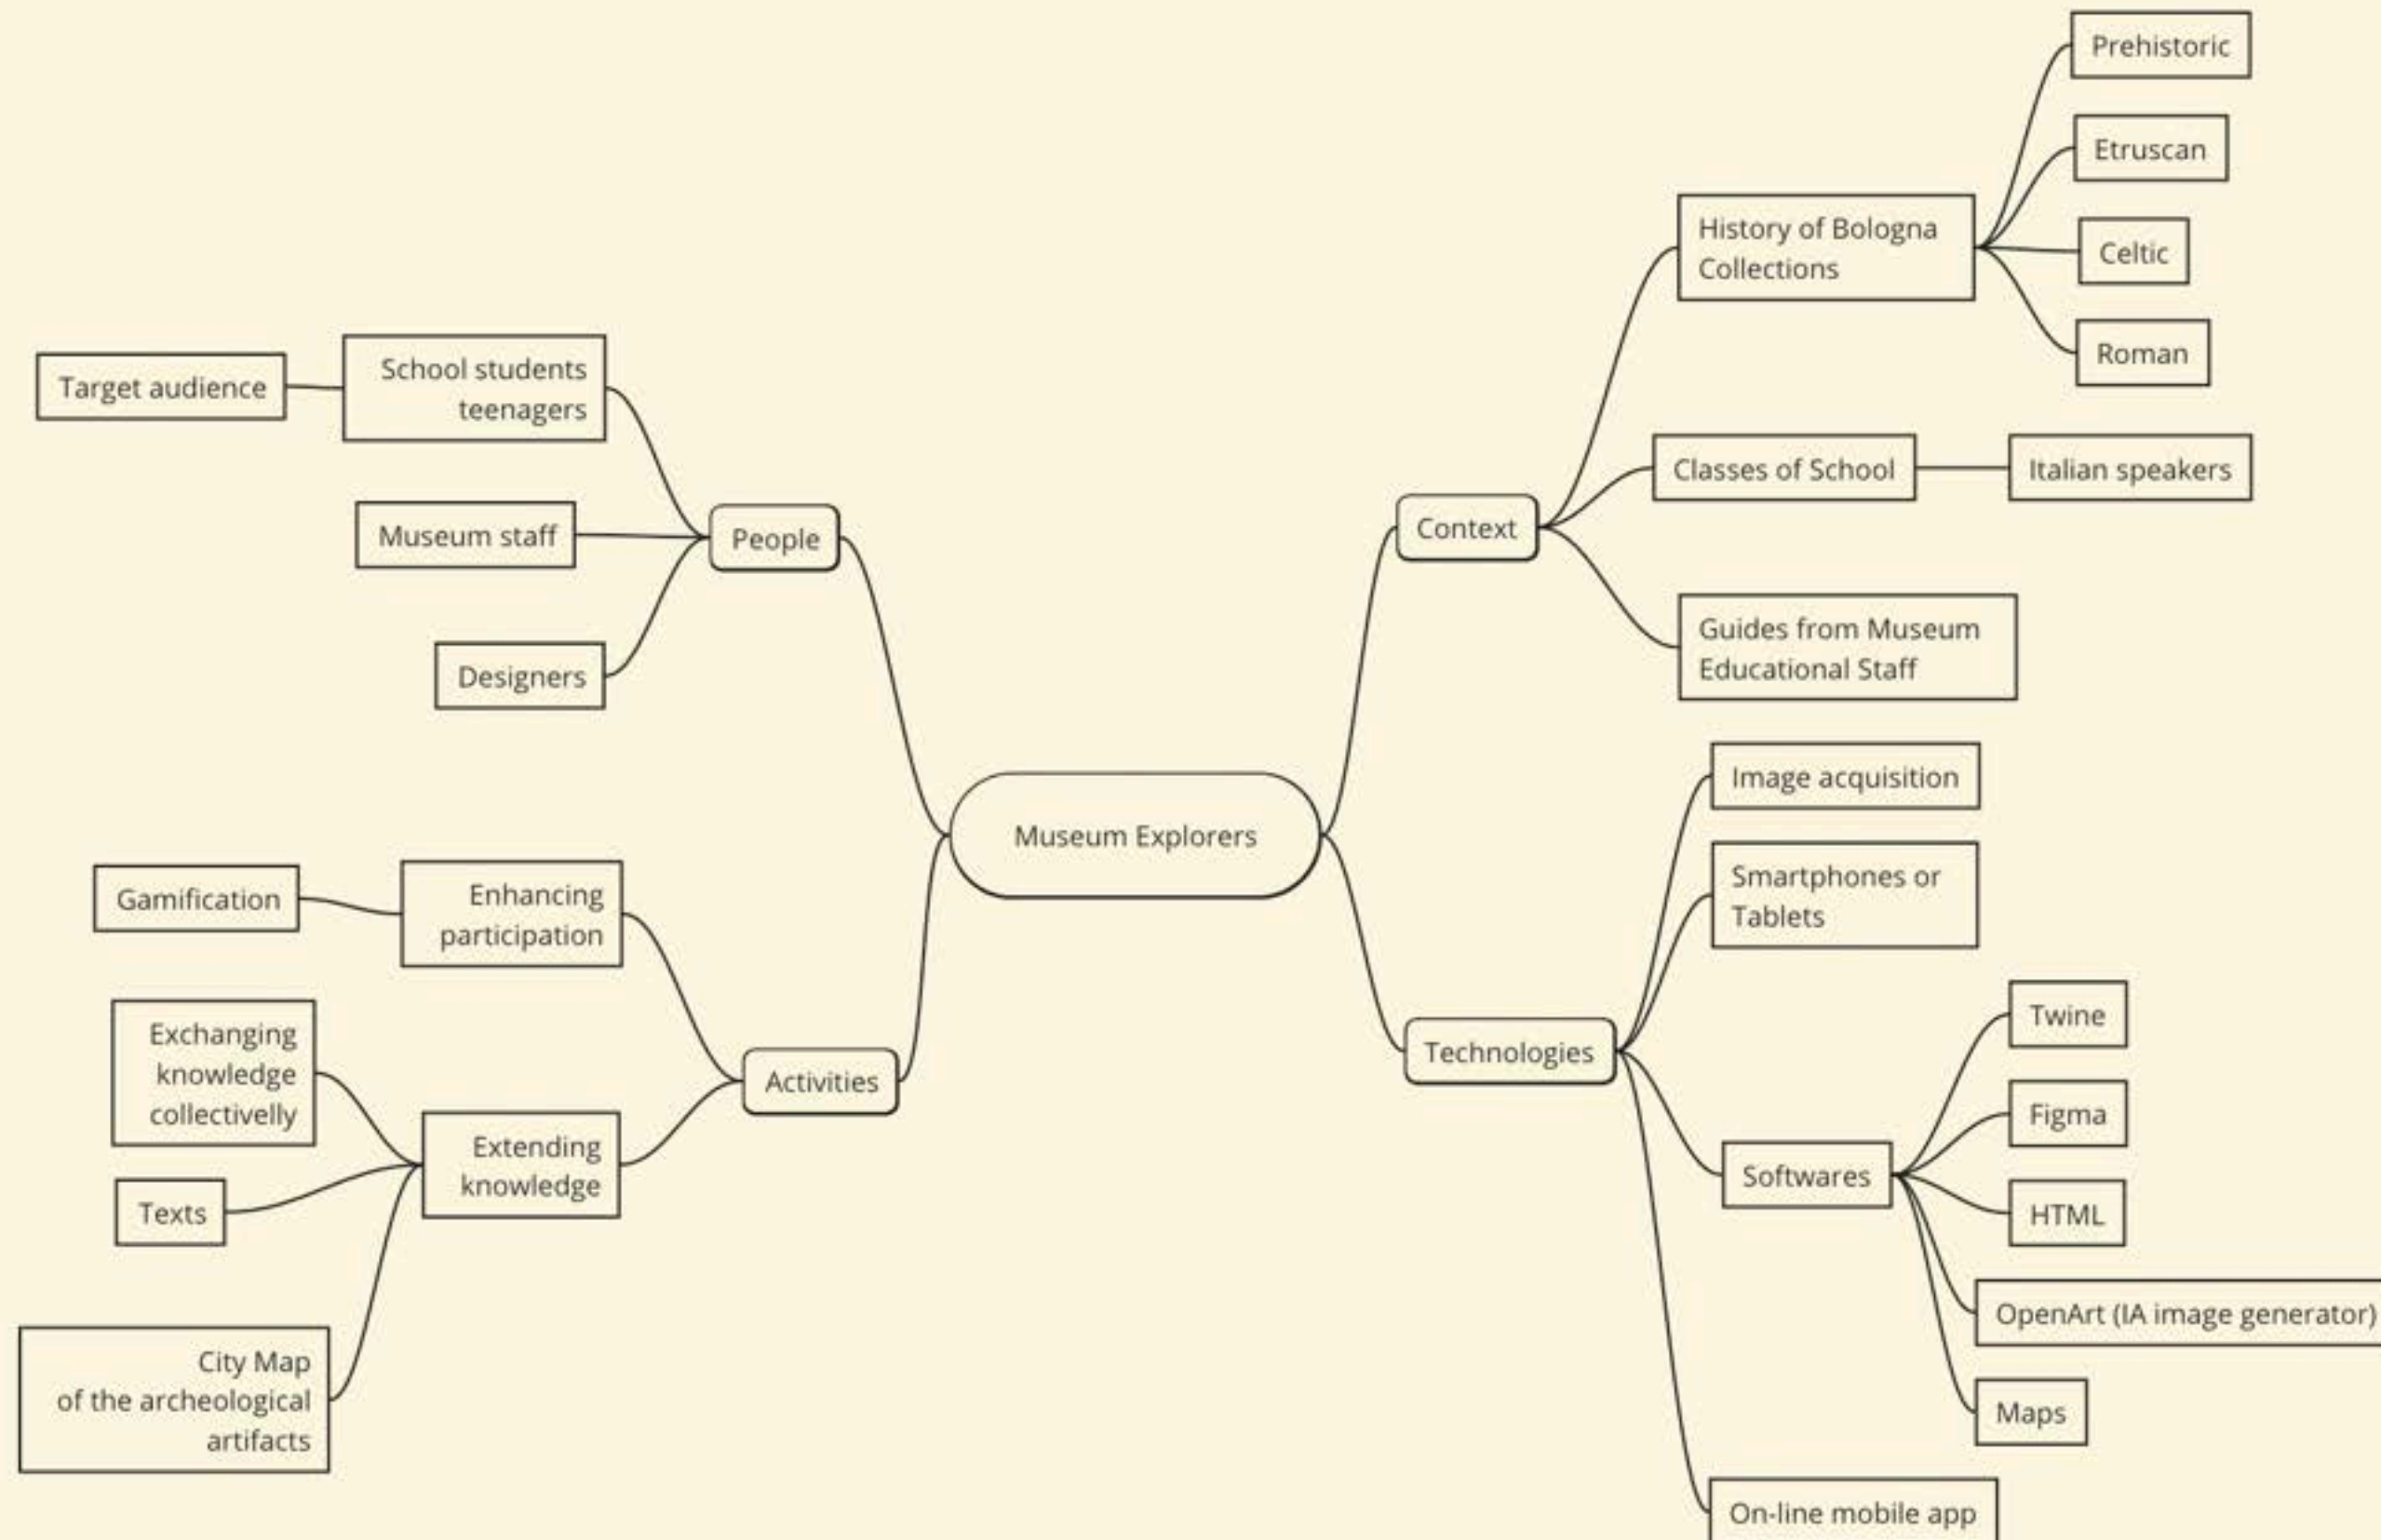 Museum Explorers
People
School students
teenagers
Target audience
Museum staff
Designers
Activities
Enhancing
participation
Gamification
Extending
knowledge
Exchanging
knowledge
collectivelly
Texts
City Map
of the archeological
artifacts
Context
History of Bologna
Collections
Prehistoric
Etruscan
Celtic
Roman
Classes of School
Italian speakers
Guides from Museum
Educational Staff
Technologies
Image acquisition
Smartphones or
Tablets
Softwares
Twine
Figma
HTML
OpenArt (IA image generator)
Maps
On-line mobile app